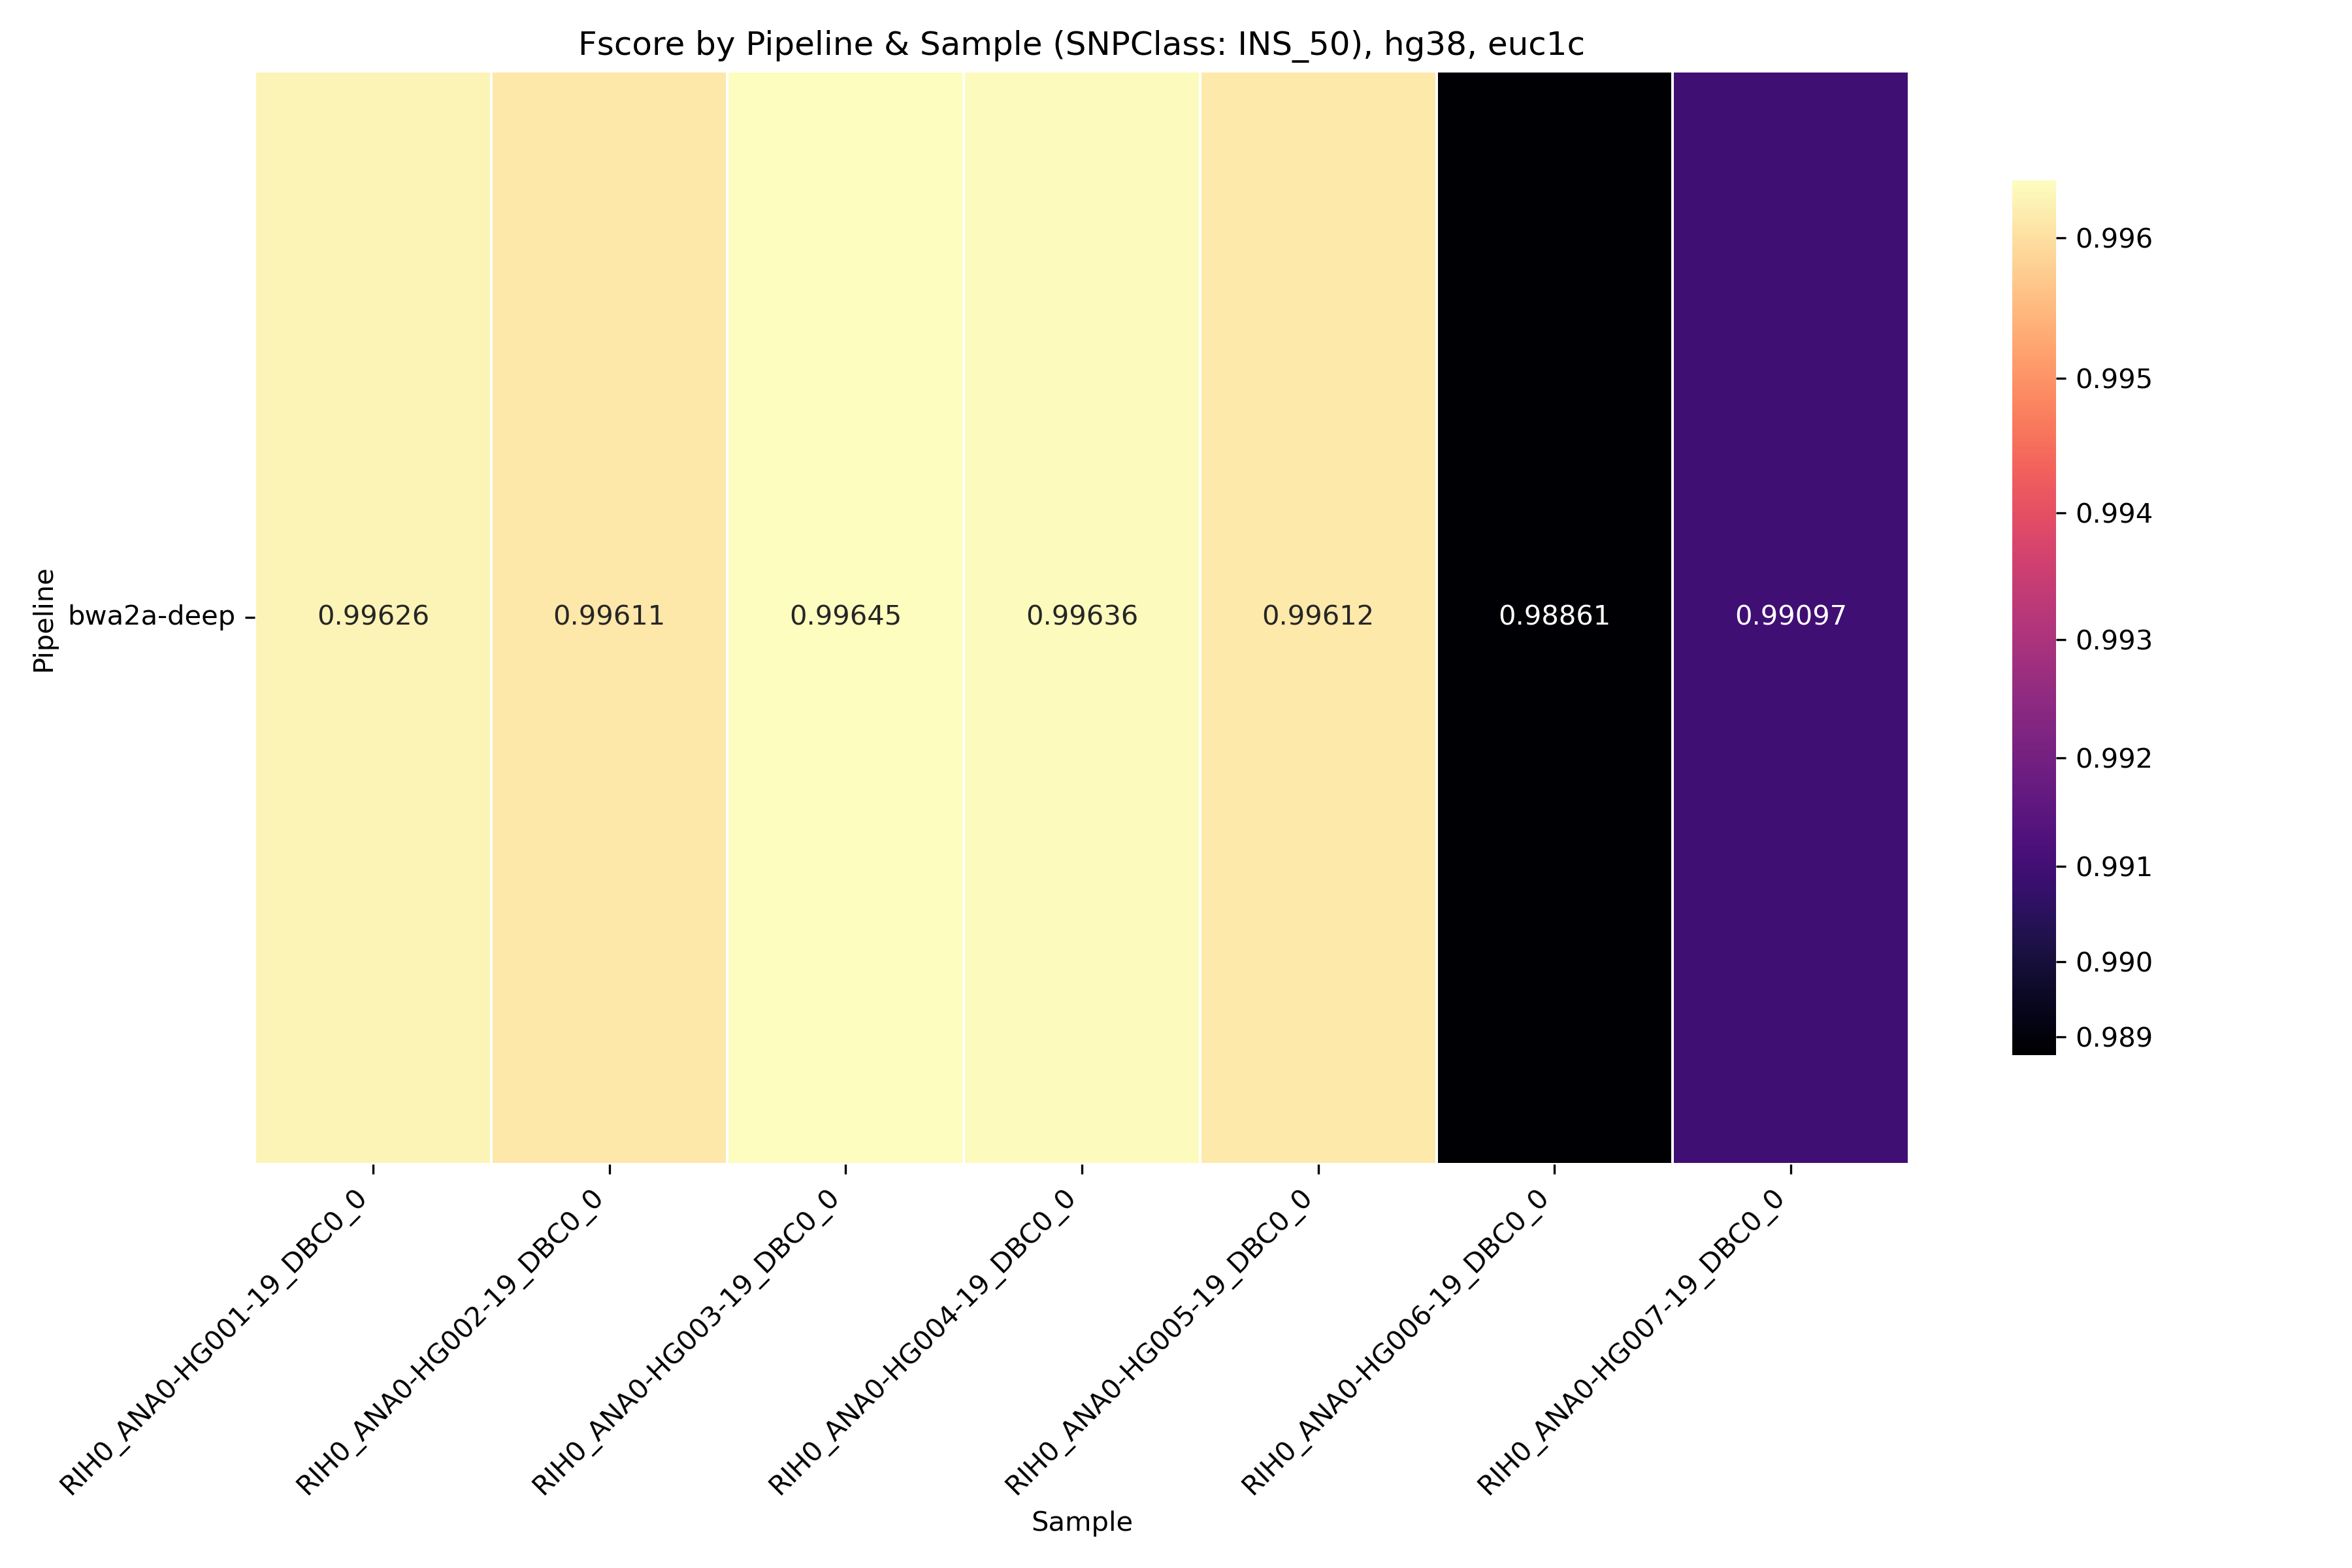 Fscore by Pipeline & Sample (SNPClass: INS_50), hg38, euc1c
Pipeline
bwa2a-deep
0.99626
0.99611
0.99645
0.99636
0.99612
0.98861
0.99097
0.996
0.995
0.994
0.993
0.992
0.991
0.990
0.989
RIH0_ANA0-HG001-19_DBC0_0
RIH0_ANA0-HG002-19_DBC0_0
RIH0_ANA0-HG003-19_DBC0_0
RIH0_ANA0-HG004-19_DBC0_0
RIH0_ANA0-HG005-19_DBC0_0
RIH0_ANA0-HG006-19_DBC0_0
RIH0_ANA0-HG007-19_DBC0_0
Sample